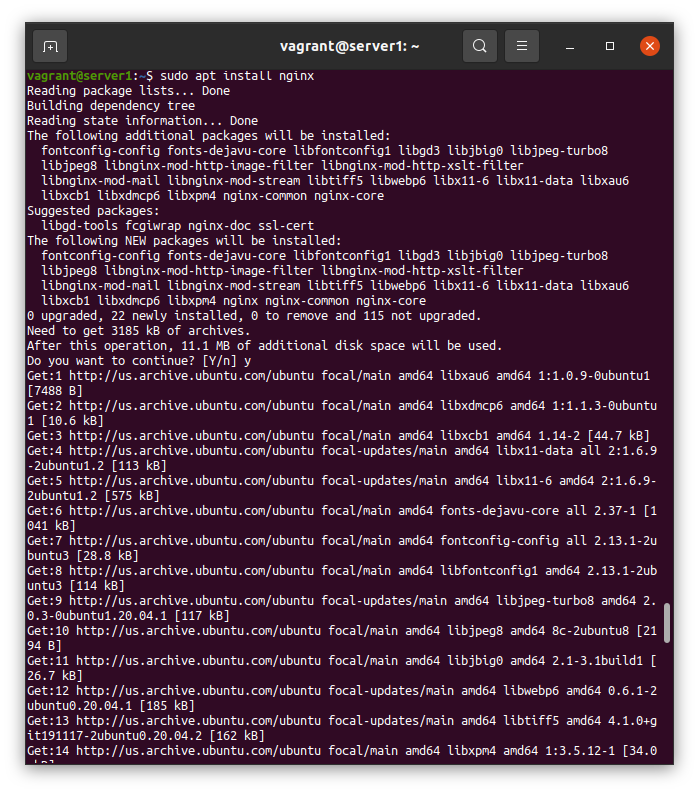 vagrant@server1: ~
vagrant@server1:~$ sudo apt install nginx
Reading package lists... Done
Building dependency tree
Reading state information... Done
The following additional packages will be installed:
  fontconfig-config fonts-dejavu-core libfontconfig1 libgd3 libjbig0 libjpeg-turbo8
  libjpeg8 libnginx-mod-http-image-filter libnginx-mod-http-xslt-filter
  libnginx-mod-mail libnginx-mod-stream libtiff5 libwebp6 libx11-6 libx11-data libxau6
  libxcb1 libxdmcp6 libxpm4 nginx-common nginx-core
Suggested packages:
  libgd-tools fcgiwrap nginx-doc ssl-cert
The following NEW packages will be installed:
  fontconfig-config fonts-dejavu-core libfontconfig1 libgd3 libjbig0 libjpeg-turbo8
  libjpeg8 libnginx-mod-http-image-filter libnginx-mod-http-xslt-filter
  libnginx-mod-mail libnginx-mod-stream libtiff5 libwebp6 libx11-6 libx11-data libxau6
  libxcb1 libxdmcp6 libxpm4 nginx nginx-common nginx-core
0 upgraded, 22 newly installed, 0 to remove and 115 not upgraded.
Need to get 3185 kB of archives.
After this operation, 11.1 MB of additional disk space will be used.
Do you want to continue? [Y/n] y
Get:1 http://us.archive.ubuntu.com/ubuntu focal/main amd64 libxau6 amd64 1:1.0.9-0ubuntu1
[7488 B]
Get:2 http://us.archive.ubuntu.com/ubuntu focal/main amd64 libxdmcp6 amd64 1:1.1.3-0ubuntu
1 [10.6 kB]
Get:3 http://us.archive.ubuntu.com/ubuntu focal/main amd64 libxcb1 amd64 1.14-2 [44.7 kB]
Get:4 http://us.archive.ubuntu.com/ubuntu focal-updates/main amd64 libx11-data all 2:1.6.9
-2ubuntu1.2 [113 kB]
Get:5 http://us.archive.ubuntu.com/ubuntu focal-updates/main amd64 libx11-6 amd64 2:1.6.9-
2ubuntu1.2 [575 kB]
Get:6 http://us.archive.ubuntu.com/ubuntu focal/main amd64 fonts-dejavu-core all 2.37-1 [1
041 kB]
Get:7 http://us.archive.ubuntu.com/ubuntu focal/main amd64 fontconfig-config all 2.13.1-2u
buntu3 [28.8 kB]
Get:8 http://us.archive.ubuntu.com/ubuntu focal/main amd64 libfontconfig1 amd64 2.13.1-2ub
untu3 [114 kB]
Get:9 http://us.archive.ubuntu.com/ubuntu focal-updates/main amd64 libjpeg-turbo8 amd64 2.
0.3-0ubuntu1.20.04.1 [117 kB]
Get:10 http://us.archive.ubuntu.com/ubuntu focal/main amd64 libjpeg8 amd64 8c-2ubuntu8 [21
94 B]
Get:11 http://us.archive.ubuntu.com/ubuntu focal/main amd64 libjbig0 amd64 2.1-3.1build1 [
26.7 kB]
Get:12 http://us.archive.ubuntu.com/ubuntu focal-updates/main amd64 libwebp6 amd64 0.6.1-2
ubuntu0.20.04.1 [185 kB]
Get:13 http://us.archive.ubuntu.com/ubuntu focal-updates/main amd64 libtiff5 amd64 4.1.0+g
it191117-2ubuntu0.20.04.2 [162 kB]
Get:14 http://us.archive.ubuntu.com/ubuntu focal/main amd64 libxpm4 amd64 1:3.5.12-1 [34.0